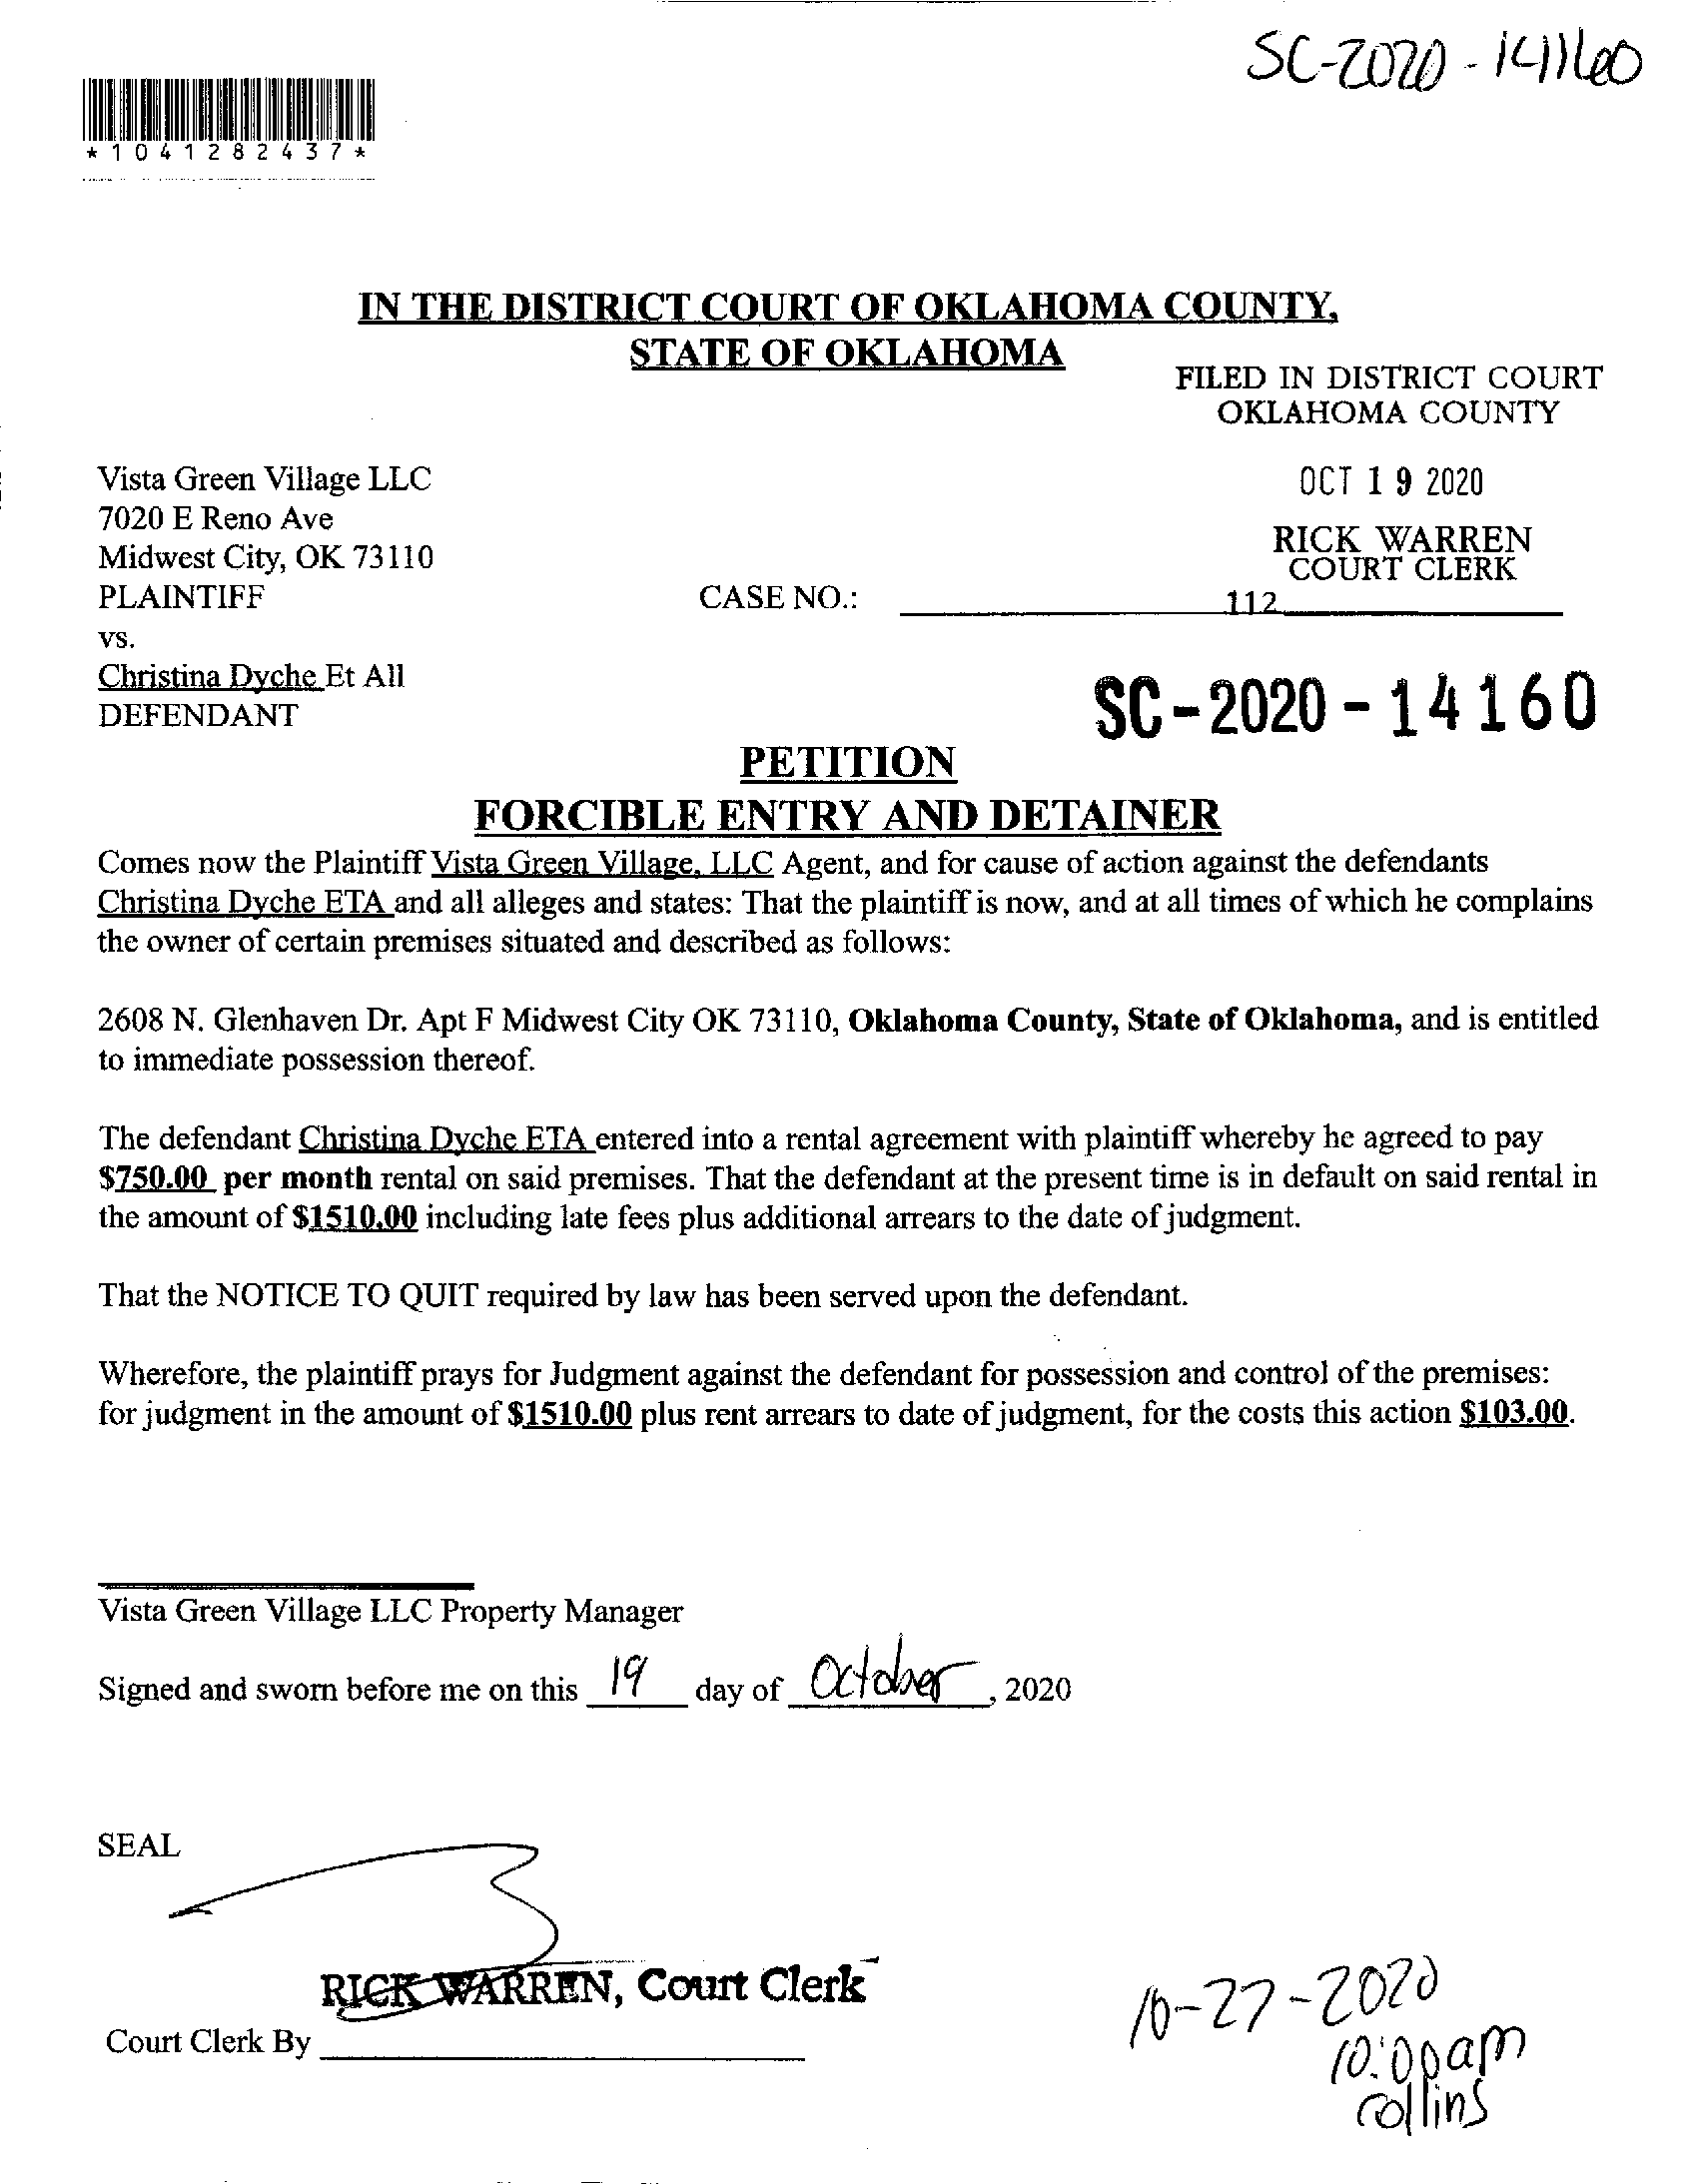 SC-2020-14160
*1041282437*
IN THE DISTRICT COURT OF OKLAHOMA COUNTY,
STATE OF OKLAHOMA
FILED IN DISTRICT COURT
OKLAHOMA COUNTY
OCT 19 2020
RICK WARREN
COURT CLERK
112
Vista Green Village LLC
7020 E Reno Ave
Midwest City, OK 73110
PLAINTIFF
CASE NO.:
vs.
Christina Dyche Et All
DEFENDANT
SC-2020-14160
PETITION
FORCIBLE ENTRY AND DETAINER
Comes now the Plaintiff Vista Green Village, LLC Agent, and for cause of action against the defendants
Christina Dyche ETA and all alleges and states: That the plaintiff is now, and at all times of which he complains
the owner of certain premises situated and described as follows:
2608 N. Glenhaven Dr. Apt F Midwest City OK 73110, Oklahoma County, State of Oklahoma, and is entitled
to immediate possession thereof.
The defendant Christina Dyche ETA entered into a rental agreement with plaintiff whereby he agreed to pay
$750.00 per month rental on said premises. That the defendant at the present time is in default on said rental in
the amount of $1510.00 including late fees plus additional arrears to the date of judgment.
That the NOTICE TO QUIT required by law has been served upon the defendant.
Wherefore, the plaintiff prays for Judgment against the defendant for possession and control of the premises:
for judgment in the amount of $1510.00 plus rent arrears to date of judgment, for the costs this action $103.00.
Vista Green Village LLC Property Manager
Signed and sworn before me on this 19 day of October, 2020
SEAL
RICK WARREN, Court Clerk
Court Clerk By
10-27-2020
10:00am
Collins